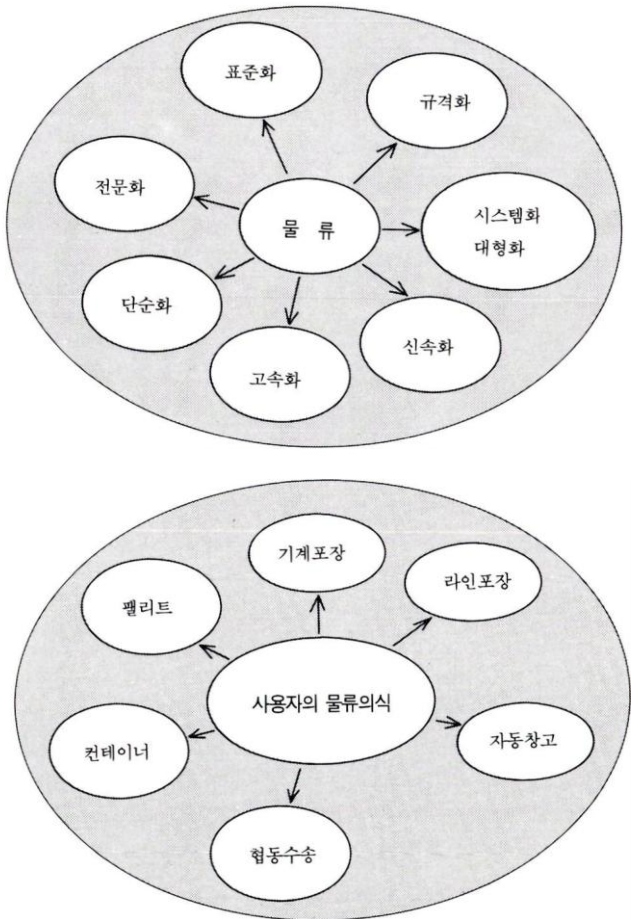 표준화
규격화
전문화
물 류
시스템화
대형화
단순화
신속화
고속화
기계포장
라인포장
팰리트
사용자의 물류의식
컨테이너
자동창고
협동수송